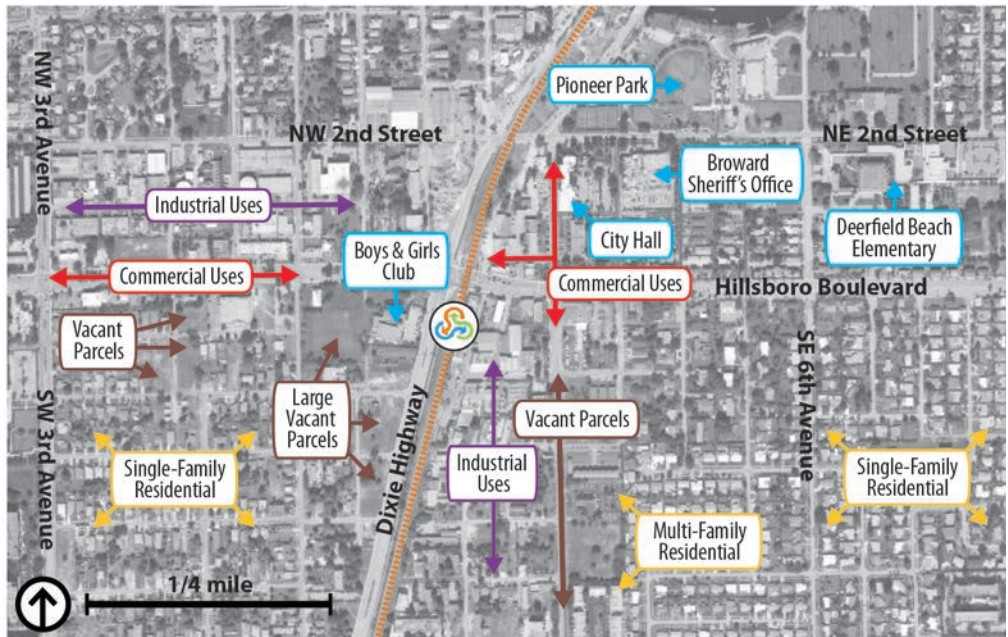 NW 3rd Avenue
Pioneer Park
NW 2nd Street
NE 2nd Street
Broward
Sheriff's Office
Industrial Uses
City Hall
Deerfield Beach
Elementary
Boys & Girls
Club
Commercial Uses
Commercial Uses
Hillsboro Boulevard
Vacant
Parcels
Large
Vacant
Parcels
Dixie Highway
Vacant Parcels
SE 6th Avenue
SW 3rd Avenue
Single-Family
Residential
Industrial
Uses
Single-Family
Residential
Multi-Family
Residential
1/4 mile